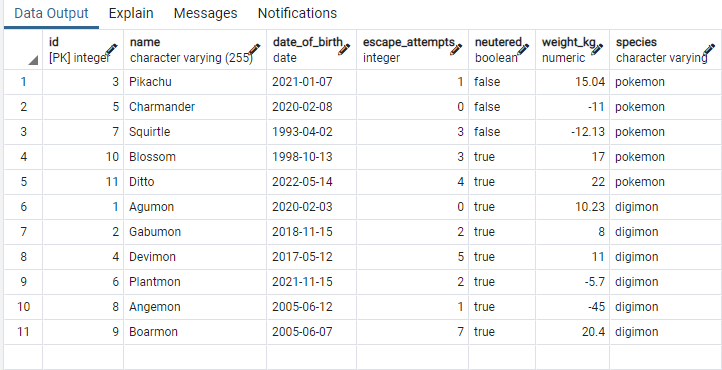 Data Output Explain Messages Notifications
id name date_of_birth escape_attempts neutered weight_kg species
[PK] integer character varying (255) date integer boolean numeric character varying
1 3 Pikachu 2021-01-07 1 false 15.04 pokemon
2 5 Charmander 2020-02-08 0 false -11 pokemon
3 7 Squirtle 1993-04-02 3 false -12.13 pokemon
4 10 Blossom 1998-10-13 3 true 17 pokemon
5 11 Ditto 2022-05-14 4 true 22 pokemon
6 1 Agumon 2020-02-03 0 true 10.23 digimon
7 2 Gabumon 2018-11-15 2 true 8 digimon
8 4 Devimon 2017-05-12 5 true 11 digimon
9 6 Plantmon 2021-11-15 2 true -5.7 digimon
10 8 Angemon 2005-06-12 1 true -45 digimon
11 9 Boarmon 2005-06-07 7 true 20.4 digimon